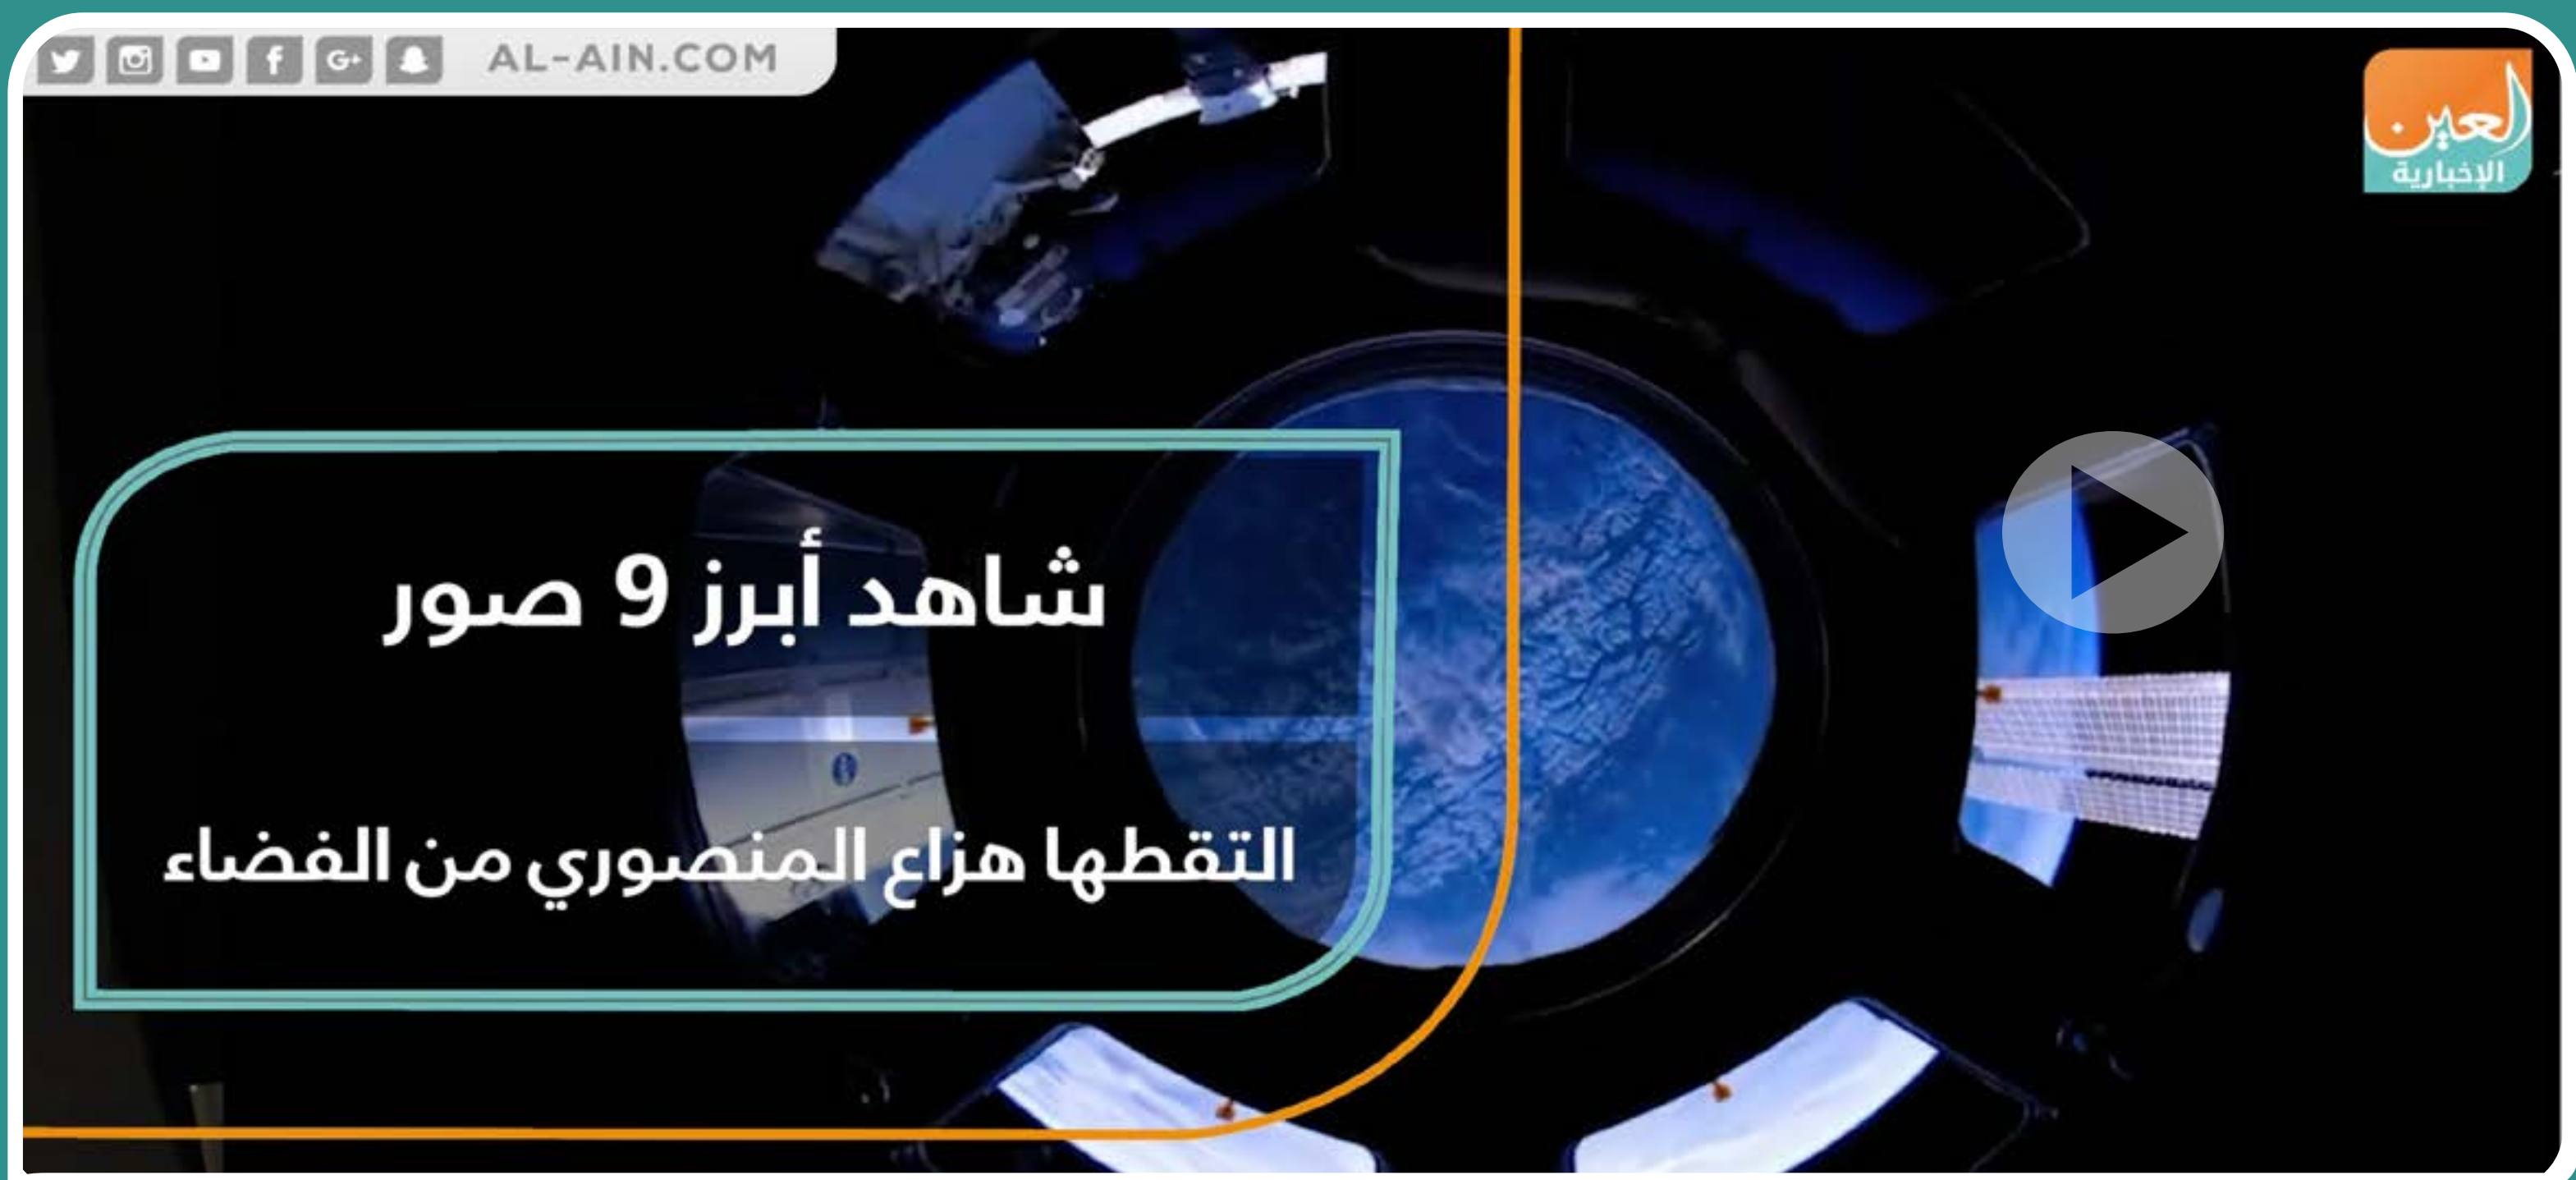 AL-AIN.COM
العين
الإخبارية
شاهد أبرز 9 صور
التقطها هزاع المنصوري من الفضاء